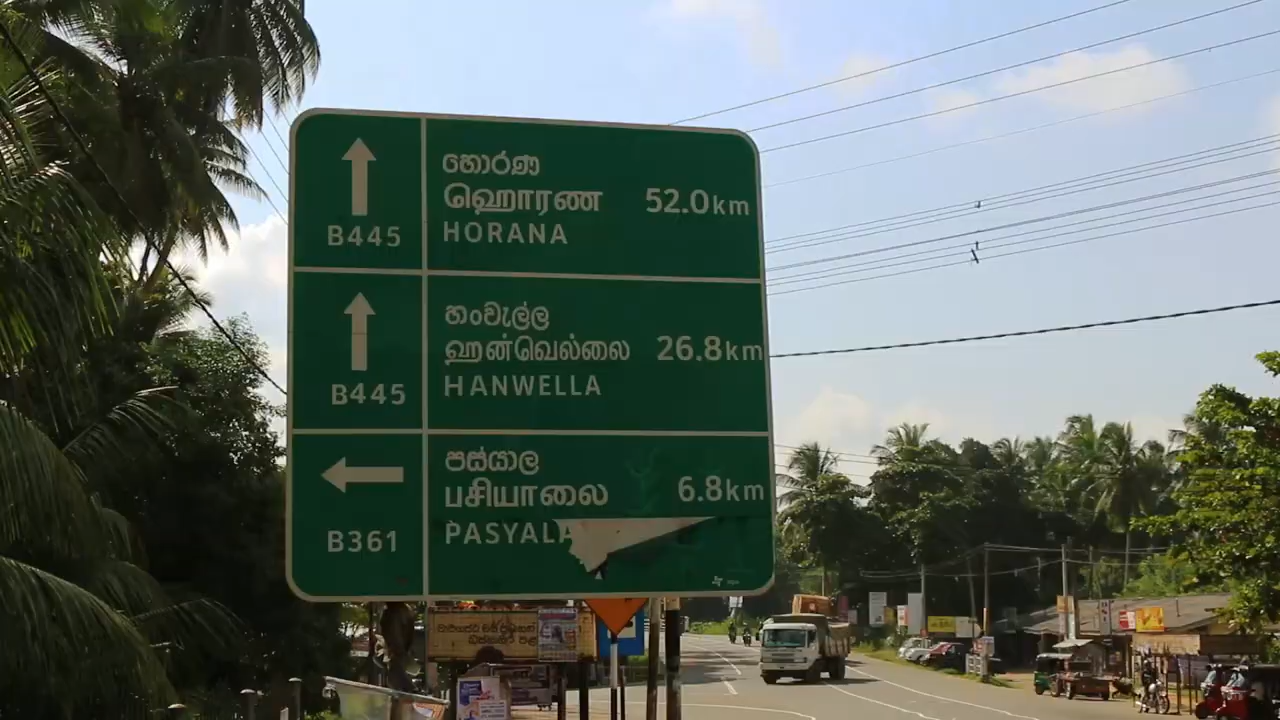 හොරණ
ஹொரண 52.0km
B445 HORANA
හංවැල්ල
ஹன்வெல்லை 26.8km
B445 HANWELLA
පස්යාල
பசியாலை 6.8km
B361 PASYALA